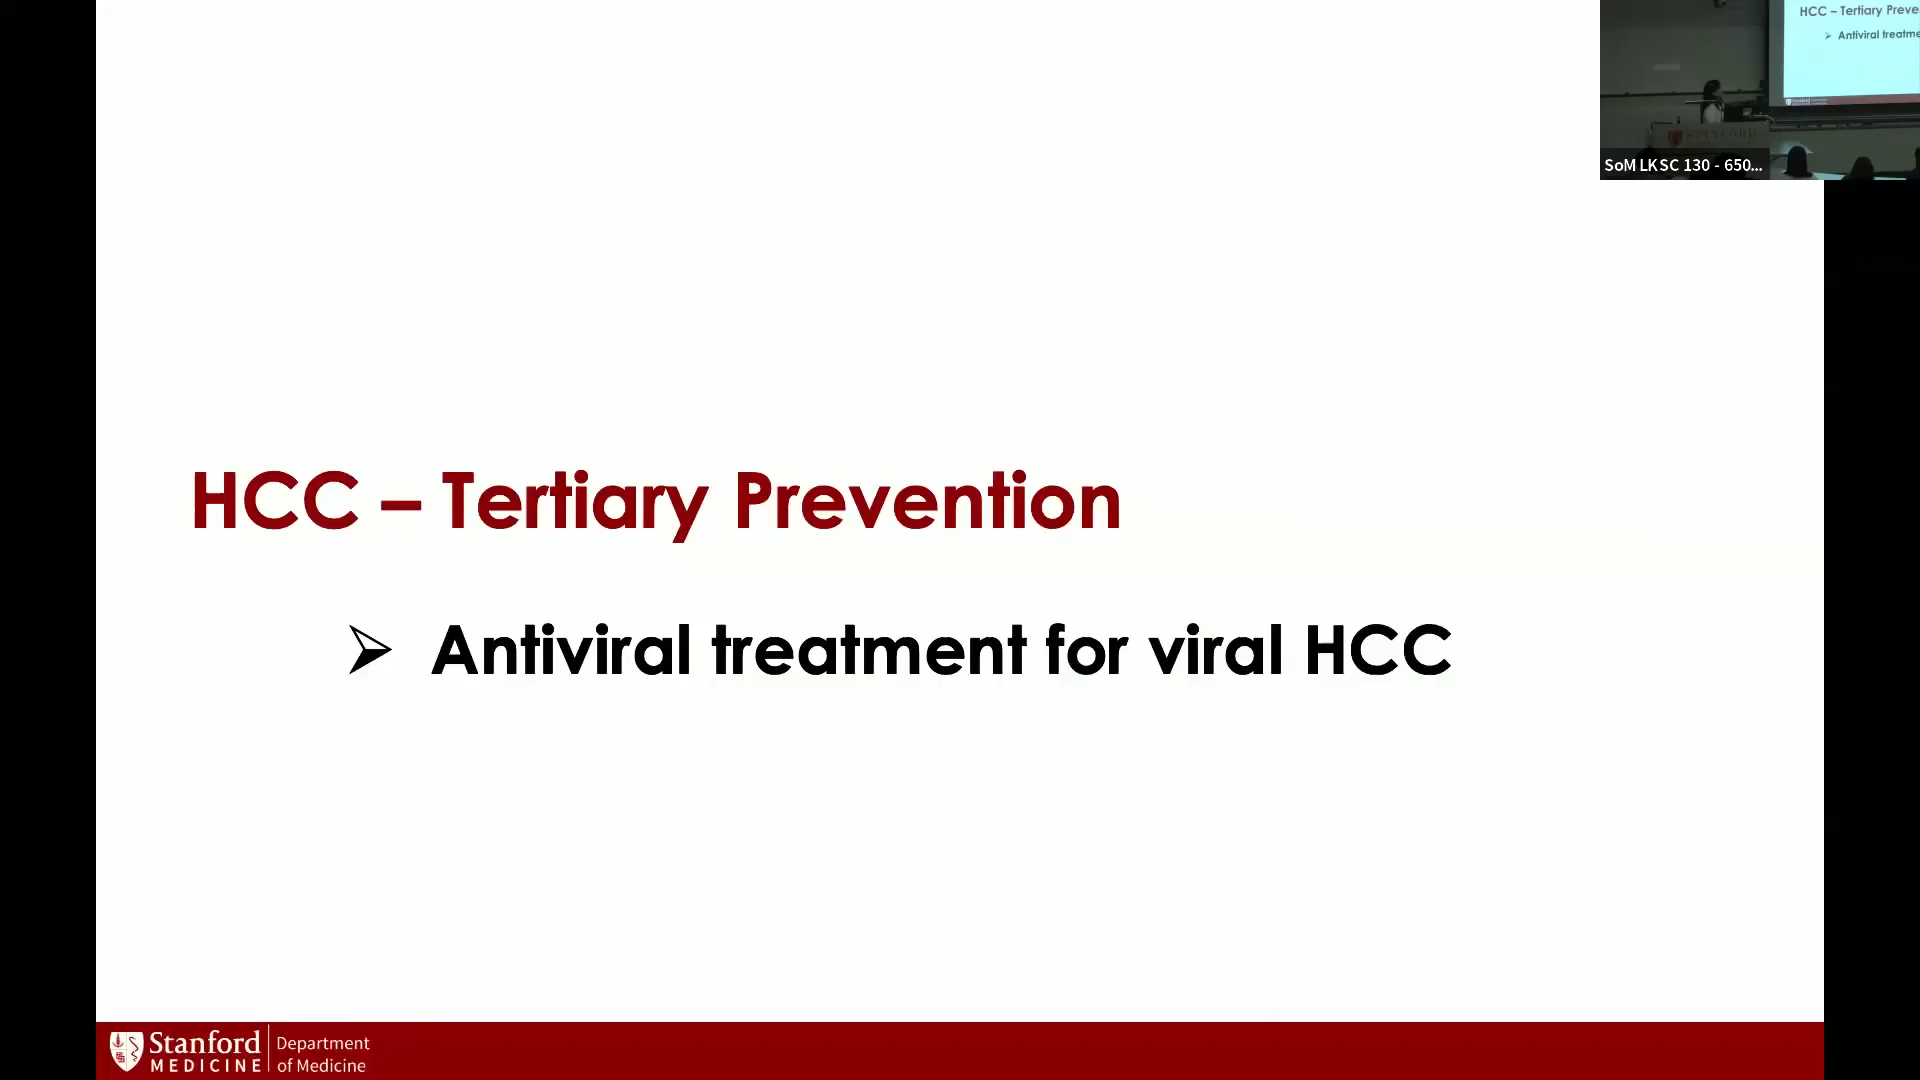 HCC – Tertiary Preve
➢ Antiviral treatme
STANFORD
SoM LKSC 130 - 650...
HCC – Tertiary Prevention
➢ Antiviral treatment for viral HCC
Stanford
MEDICINE
Department
of Medicine